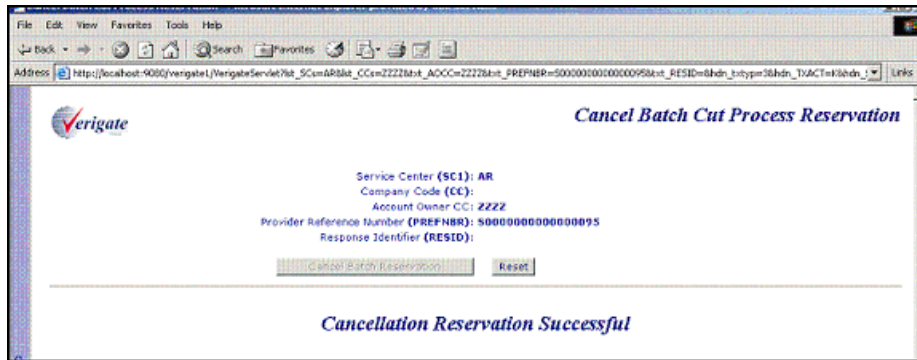 File Edit View Favorites Tools Help
Back Search Favorites
Address http://localhost:9080/verigate1/VerigateServlet?lst_SCs=AR&lst_CCs=ZZZZ&txt_AOCC=ZZZZ&txt_PREFNBR=S0000000000000095&txt_RESID=&hdn_txtyp=3&hdn_TXACT=K&hdn_ Links
Verigate
Cancel Batch Cut Process Reservation
Service Center (SC1): AR
Company Code (CC):
Account Owner CC: ZZZZ
Provider Reference Number (PREFNBR): S0000000000000095
Response Identifier (RESID):
Cancel Batch Reservation Reset
Cancellation Reservation Successful